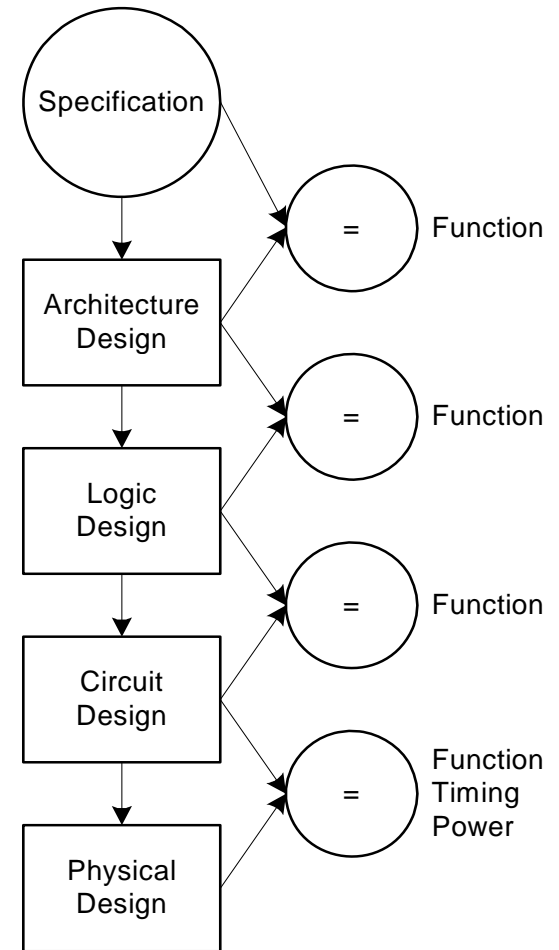 Specification
=
Function
Architecture
Design
=
Function
Logic
Design
=
Function
Circuit
Design
=
Function
Timing
Power
Physical
Design